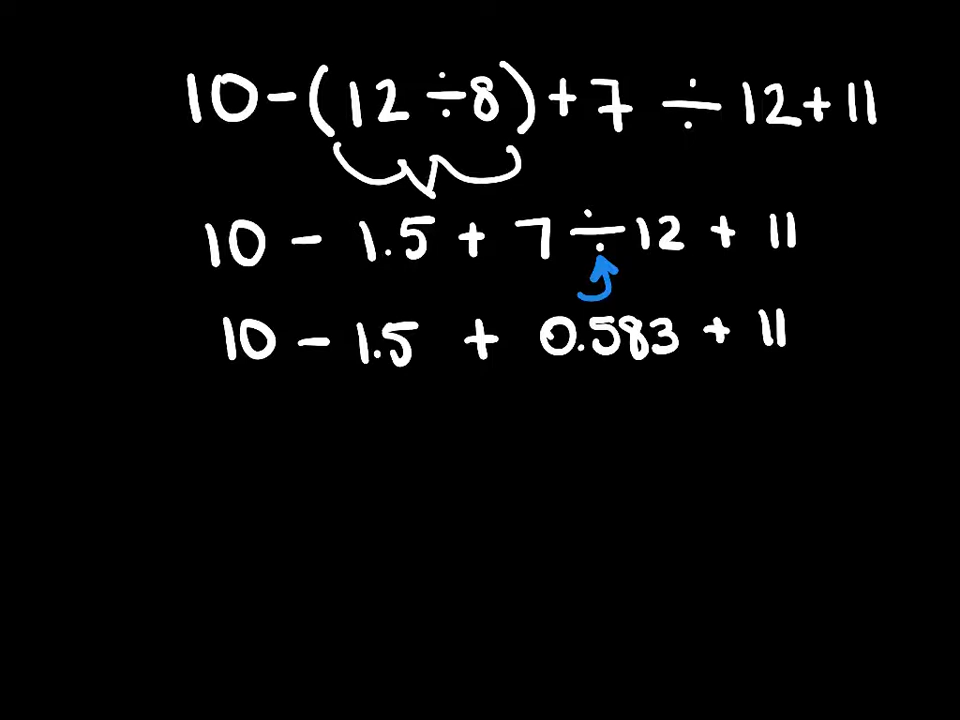 10-(12÷8)+7 ÷ 12+11
10 - 1.5 + 7÷12 + 11
10 - 1.5 + 0.583 + 11